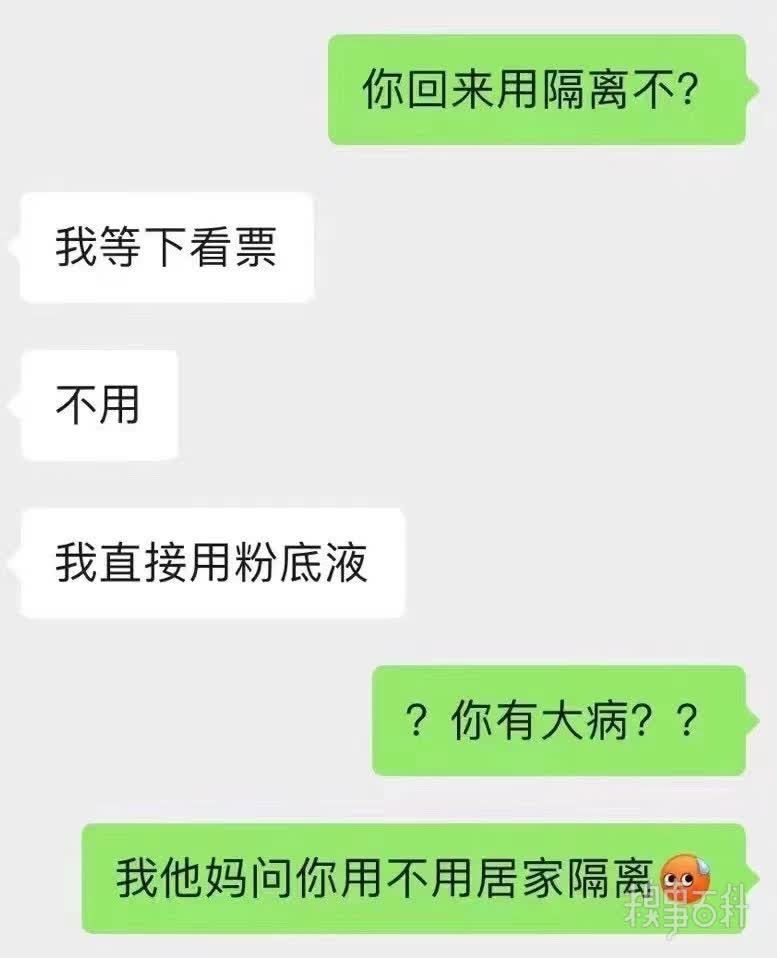 你回来用隔离不？
我等下看票
不用
我直接用粉底液
？你有大病？？
我他妈问你用不用居家隔离
糗事百科